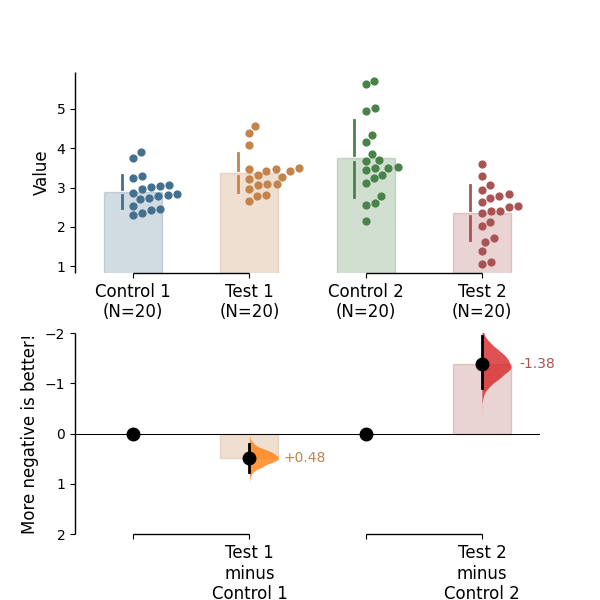 Value
5
4
3
2
1
Control 1
(N=20)
Test 1
(N=20)
Control 2
(N=20)
Test 2
(N=20)
More negative is better!
−2
−1
0
1
2
+0.48
-1.38
Test 1
minus
Control 1
Test 2
minus
Control 2